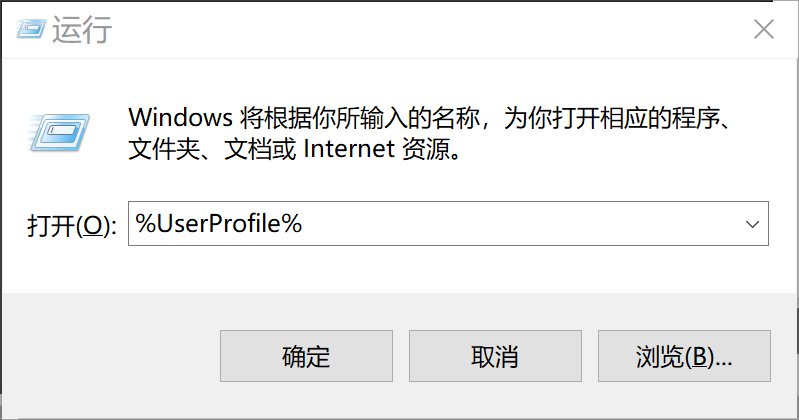 运行
Windows 将根据你所输入的名称，为你打开相应的程序、
文件夹、文档或 Internet 资源。
打开(O): %UserProfile%
确定 取消 浏览(B)...